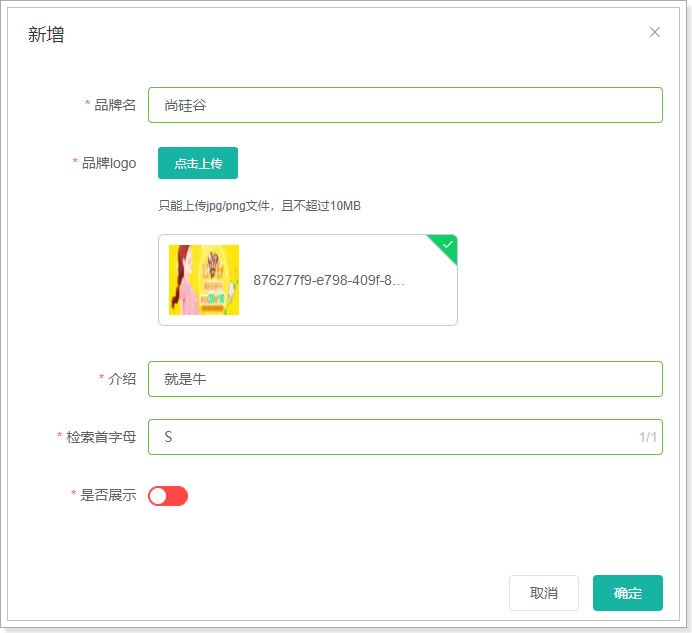 新增
* 品牌名 尚硅谷
* 品牌logo 点击上传
只能上传jpg/png文件，且不超过10MB
876277f9-e798-409f-8...
* 介绍 就是牛
* 检索首字母 S 1/1
* 是否展示
取消 确定